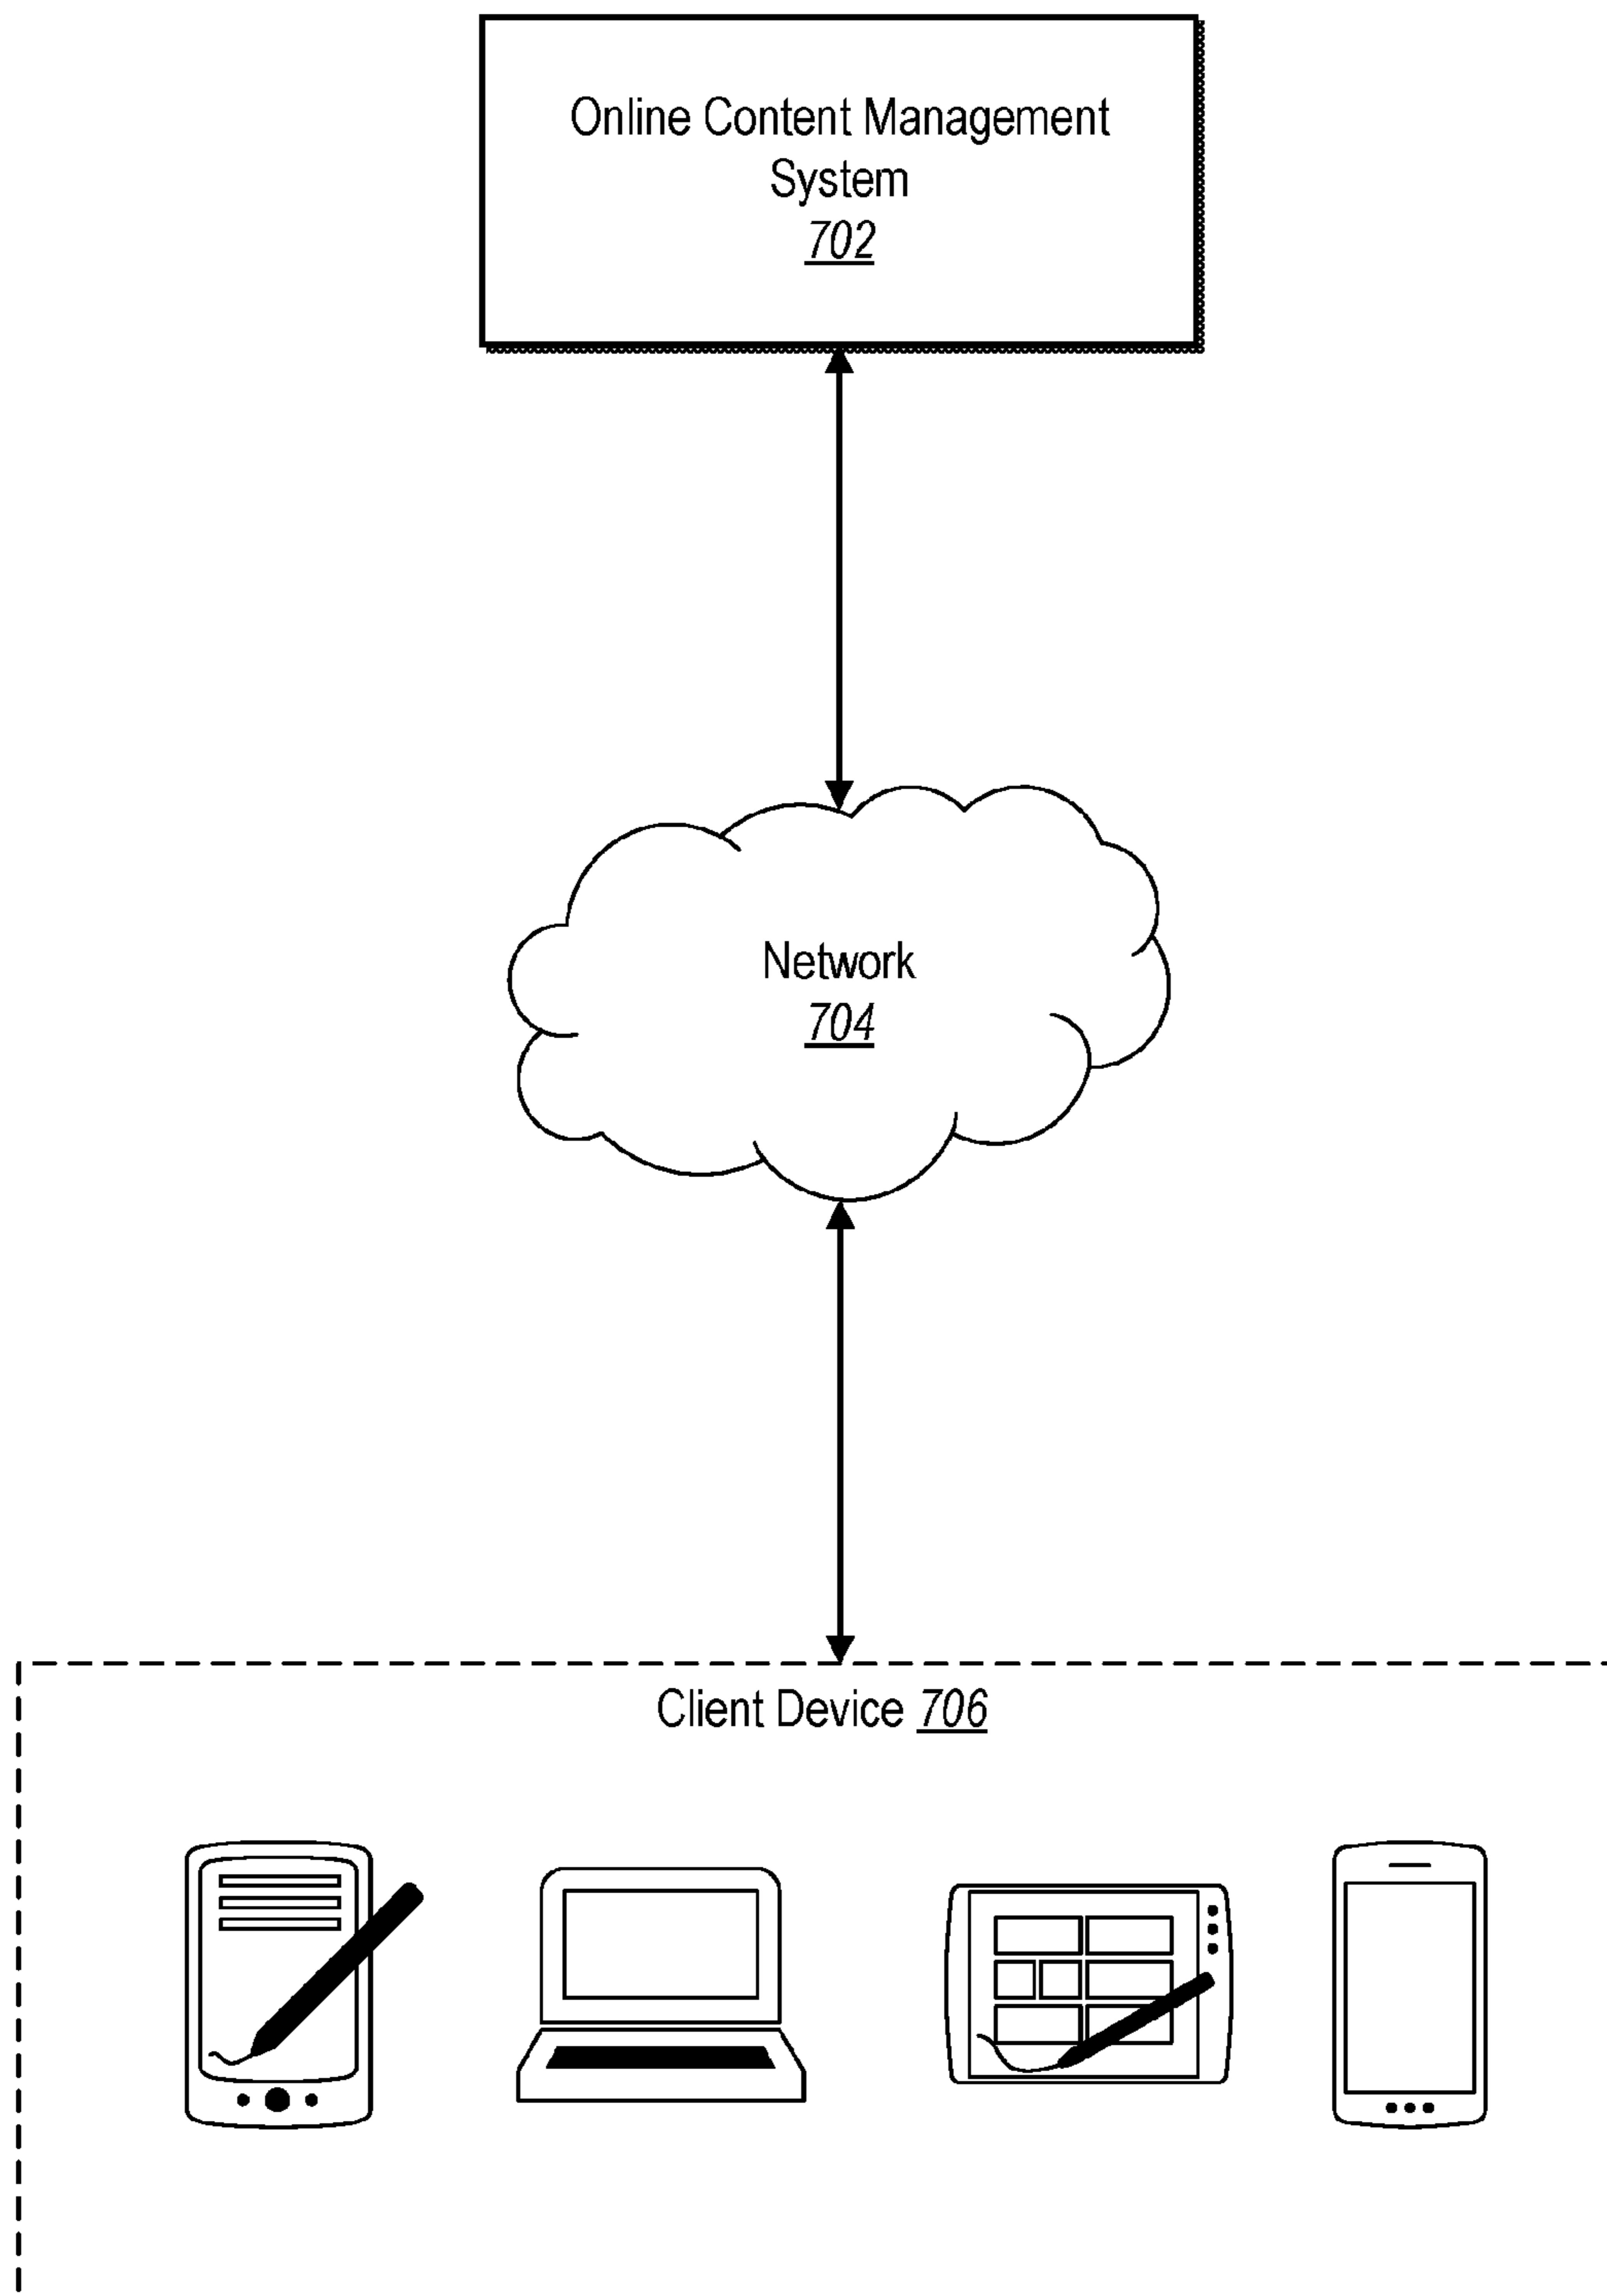 Online Content Management
System
702
Network
704
Client Device 706